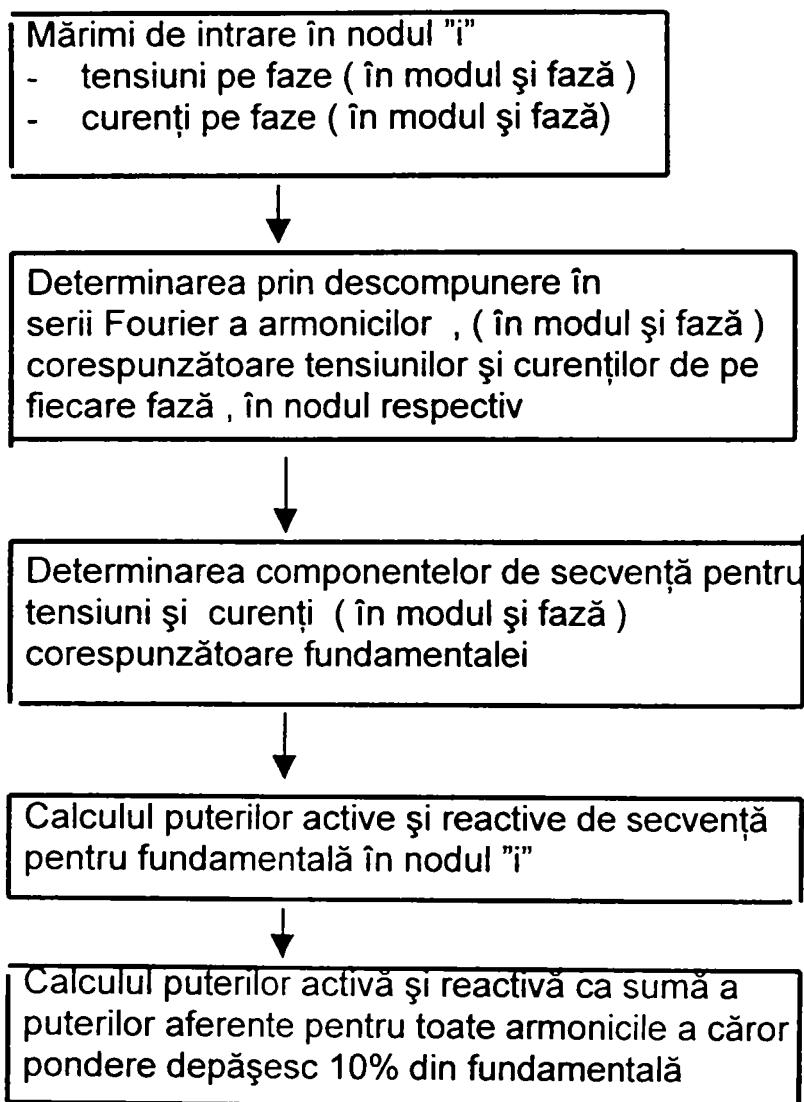 Mărimi de intrare în nodul "i"
- tensiuni pe faze ( în modul şi fază )
- curenți pe faze ( în modul şi fază)
Determinarea prin descompunere în
serii Fourier a armonicilor , ( în modul şi fază )
corespunzătoare tensiunilor şi curenților de pe
fiecare fază , în nodul respectiv
Determinarea componentelor de secvență pentru
tensiuni şi curenți ( în modul şi fază )
corespunzătoare fundamentalei
Calculul puterilor active şi reactive de secvență
pentru fundamentală în nodul "i"
Calculul puterilor activă şi reactivă ca sumă a
puterilor aferente pentru toate armonicile a căror
pondere depăşesc 10% din fundamentală